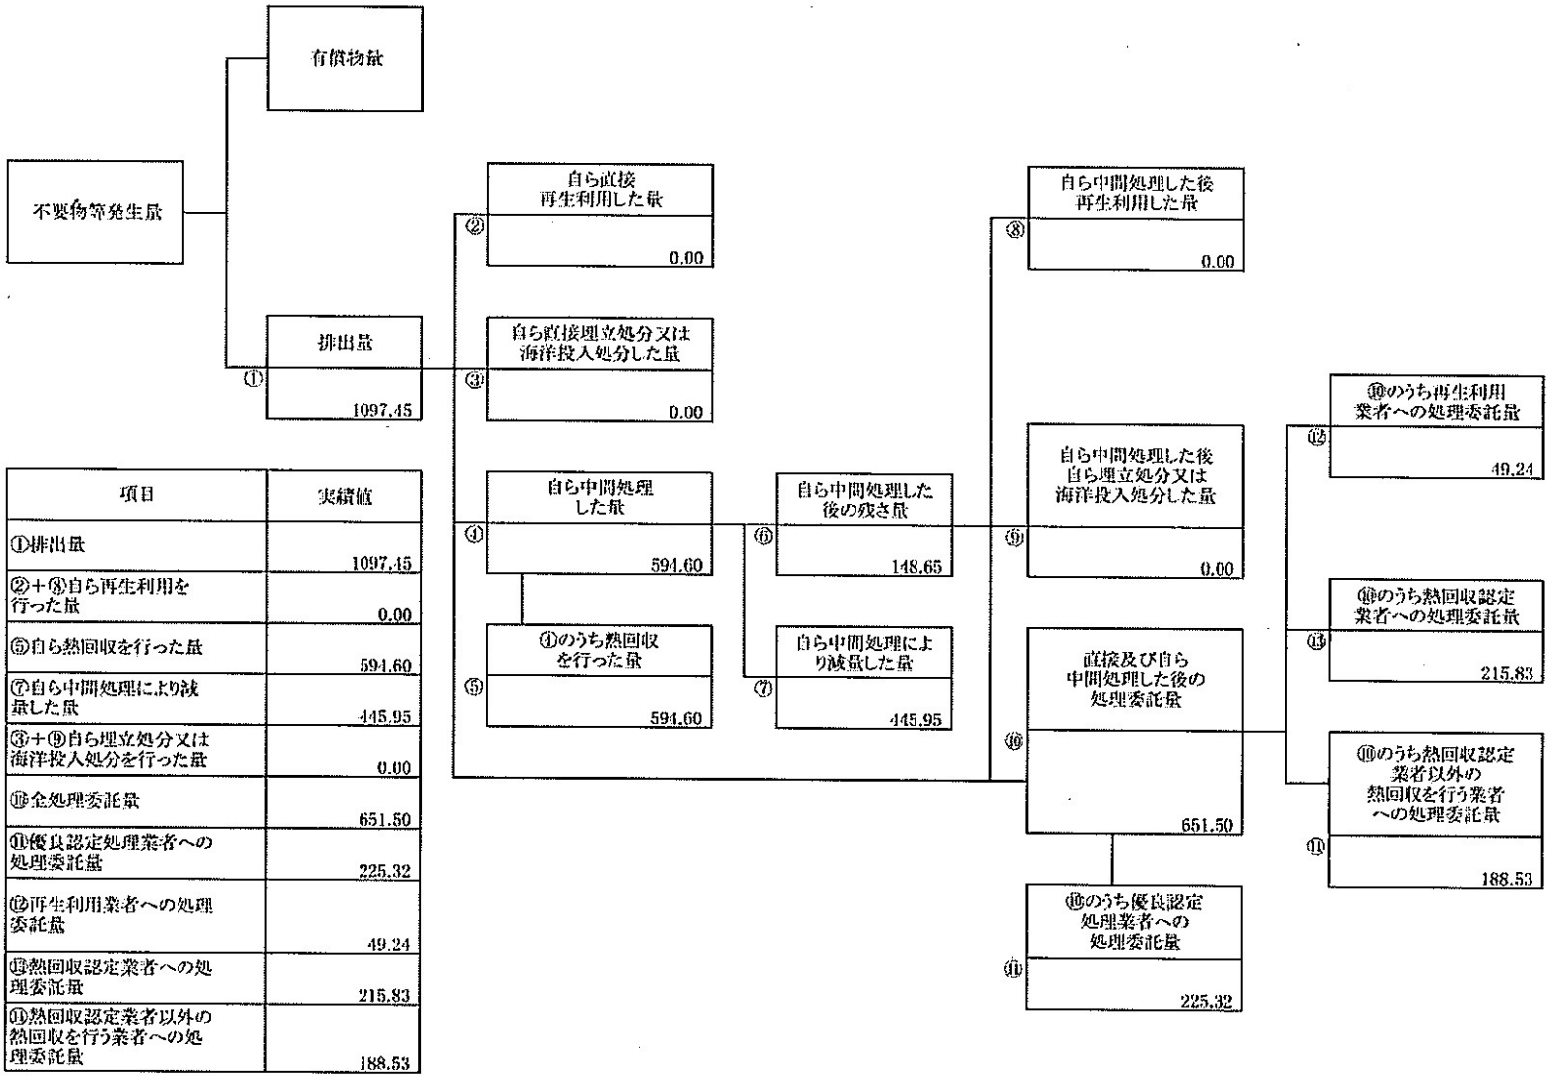 有償物量
不要物等発生量
①
排出量
1097.45
②
自ら直接
再生利用した量
0.00
③
自ら直接埋立処分又は
海洋投入処分した量
0.00
④
自ら中間処理
した量
594.60
⑤
④のうち熱回収
を行った量
594.60
⑥
自ら中間処理した
後の残さ量
148.65
⑦
自ら中間処理によ
り減量した量
445.95
⑧
自ら中間処理した後
再生利用した量
0.00
⑨
自ら中間処理した後
自ら埋立処分又は
海洋投入処分した量
0.00
⑩
直接及び自ら
中間処理した後の
処理委託量
651.50
⑪
⑩のうち優良認定
処理業者への
処理委託量
225.32
⑫
⑩のうち再生利用
業者への処理委託量
49.24
⑬
⑩のうち熱回収認定
業者への処理委託量
215.83
⑭
⑩のうち熱回収認定
業者以外の
熱回収を行う業者
への処理委託量
188.53
項目 実績値
①排出量
1097.45
②+⑧自ら再生利用を
行った量
0.00
⑤自ら熱回収を行った量
594.60
⑦自ら中間処理により減
量した量
445.95
③+⑨自ら埋立処分又は
海洋投入処分を行った量
0.00
⑩全処理委託量
651.50
⑪優良認定処理業者への
処理委託量
225.32
⑫再生利用業者への処理
委託量
49.24
⑬熱回収認定業者への処
理委託量
215.83
⑭熱回収認定業者以外の
熱回収を行う業者への処
理委託量
188.53